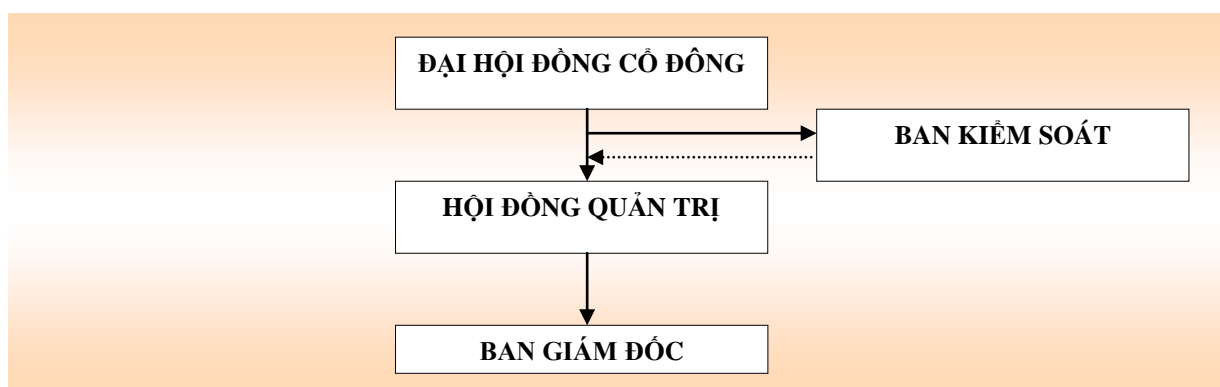 ĐẠI HỘI ĐỒNG CỔ ĐÔNG
BAN KIỂM SOÁT
HỘI ĐỒNG QUẢN TRỊ
BAN GIÁM ĐỐC